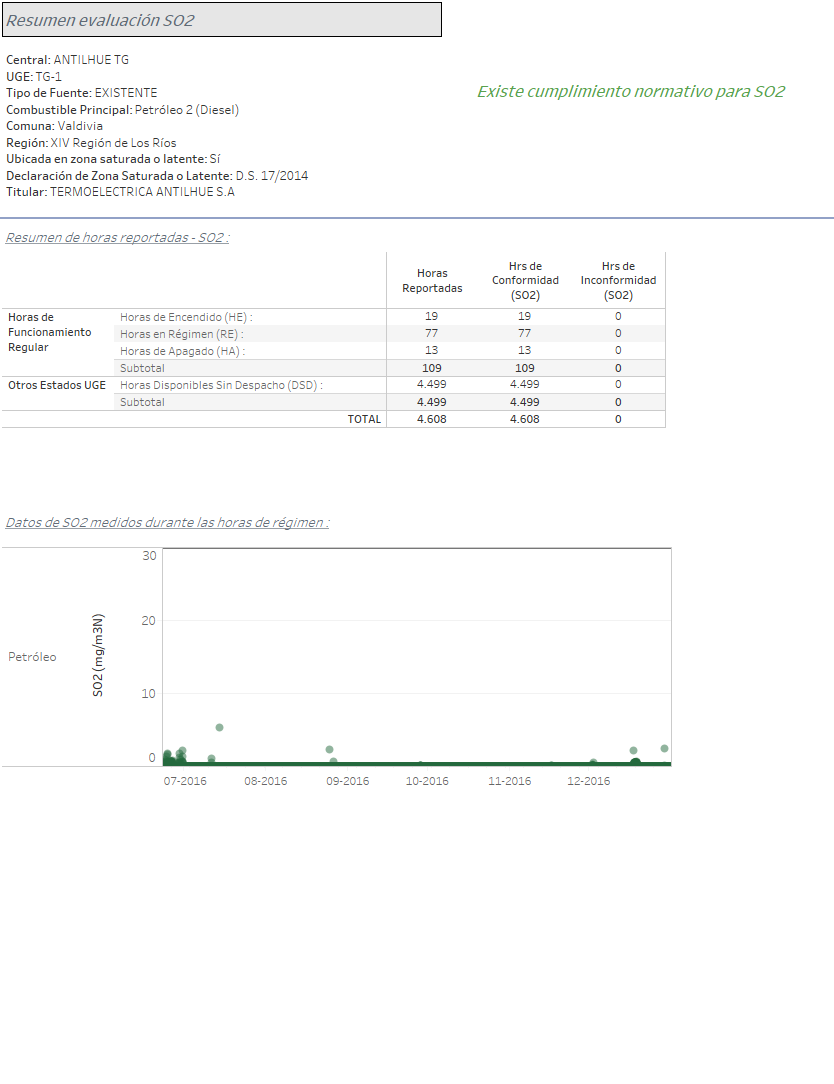 Resumen evaluación SO2
Central: ANTILHUE TG
UGE: TG-1
Tipo de Fuente: EXISTENTE
Combustible Principal: Petróleo 2 (Diesel)
Comuna: Valdivia
Región: XIV Región de Los Ríos
Ubicada en zona saturada o latente: Sí
Declaración de Zona Saturada o Latente: D.S. 17/2014
Titular: TERMOELECTRICA ANTILHUE S.A
Existe cumplimiento normativo para SO2
Resumen de horas reportadas - SO2 :
Horas Reportadas
Hrs de Conformidad (SO2)
Hrs de Inconformidad (SO2)
Horas de Funcionamiento Regular
Horas de Encendido (HE) : 19 19 0
Horas en Régimen (RE) : 77 77 0
Horas de Apagado (HA) : 13 13 0
Subtotal 109 109 0
Otros Estados UGE Horas Disponibles Sin Despacho (DSD) : 4.499 4.499 0
Subtotal 4.499 4.499 0
TOTAL 4.608 4.608 0
Datos de SO2 medidos durante las horas de régimen :
Petróleo
SO2 (mg/m3N)
30
20
10
0
07-2016 08-2016 09-2016 10-2016 11-2016 12-2016